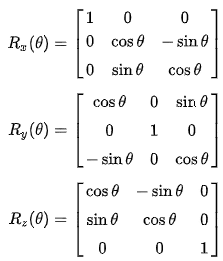 R_x(θ) = [ 1 0 0
0 cos θ − sin θ
0 sin θ cos θ ]
R_y(θ) = [ cos θ 0 sin θ
0 1 0
− sin θ 0 cos θ ]
R_z(θ) = [ cos θ − sin θ 0
sin θ cos θ 0
0 0 1 ]